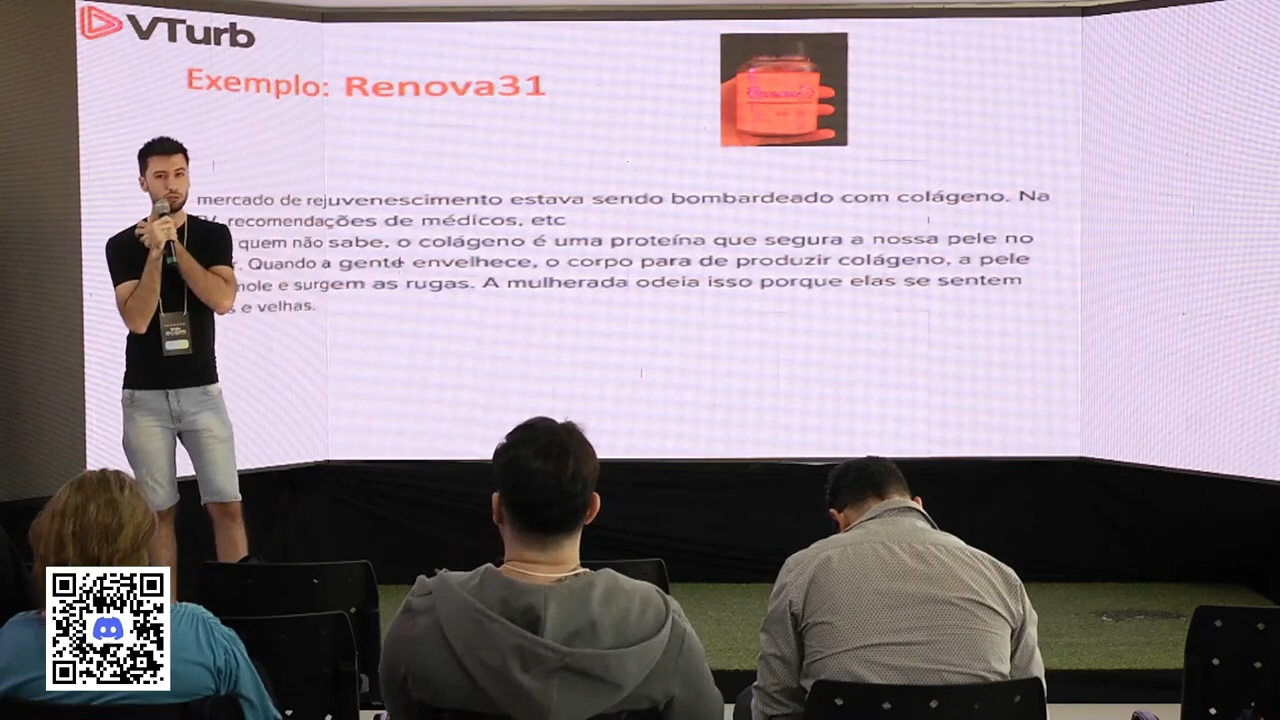 VTurb
Exemplo: Renova31
mercado de rejuvenescimento estava sendo bombardeado com colágeno. Na
recomendações de médicos, etc
quem não sabe, o colágeno é uma proteína que segura a nossa pele no
. Quando a gente envelhece, o corpo para de produzir colágeno, a pele
mole e surgem as rugas. A mulherada odeia isso porque elas se sentem
e velhas.